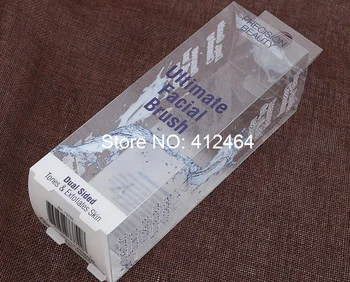 PRECISION
BEAUTY
Ultimate
Facial
Brush
Store NO: 412464
Dual Sided
Tones & Exfoliates Skin